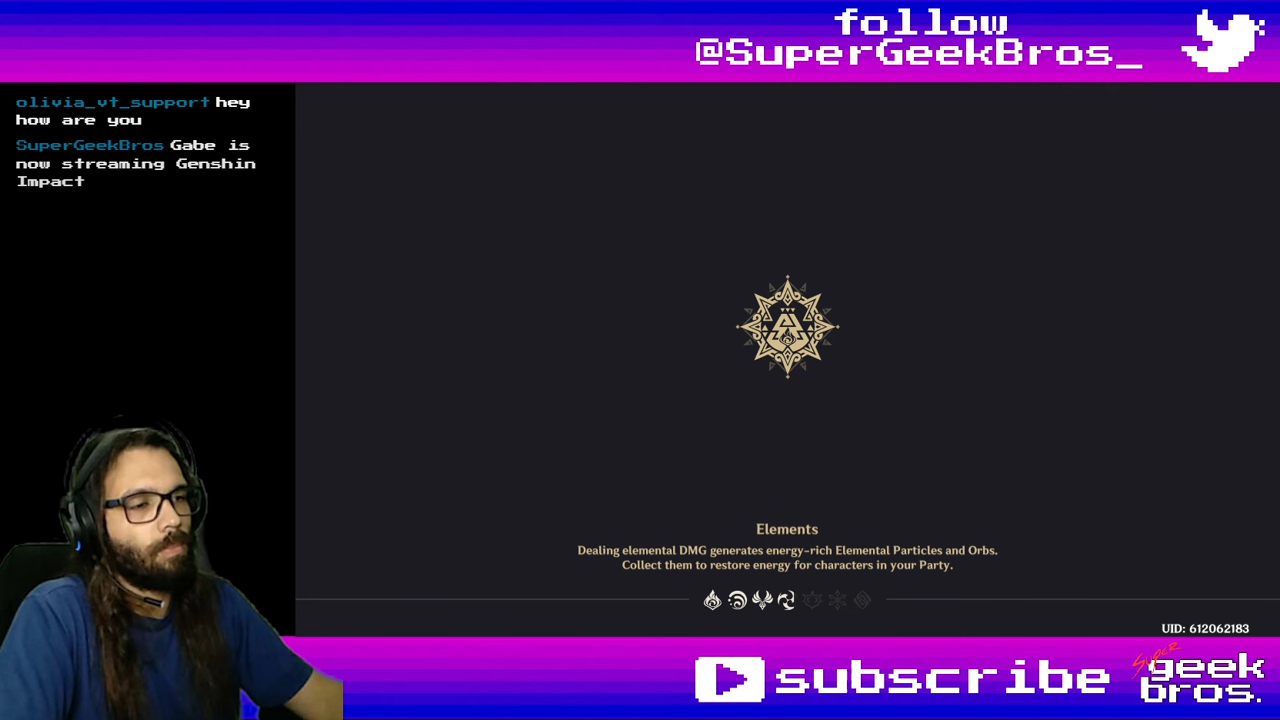 follow
@SuperGeekBros_
olivia_vt_support hey
how are you
SuperGeekBros Gabe is
now streaming Genshin
Impact
Elements
Dealing elemental DMG generates energy-rich Elemental Particles and Orbs.
Collect them to restore energy for characters in your Party.
UID: 612062183
subscribe
super
geek
bros.